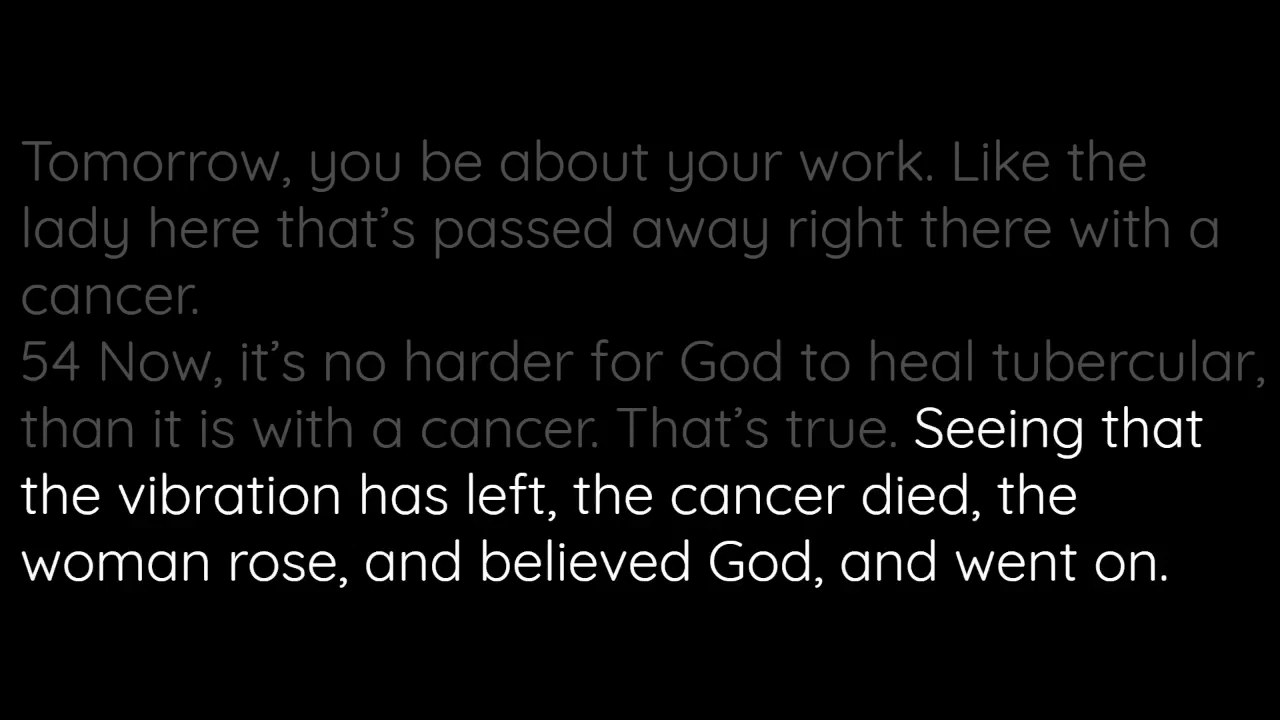 Tomorrow, you be about your work. Like the
lady here that’s passed away right there with a
cancer.
54 Now, it’s no harder for God to heal tubercular,
than it is with a cancer. That’s true. Seeing that
the vibration has left, the cancer died, the
woman rose, and believed God, and went on.